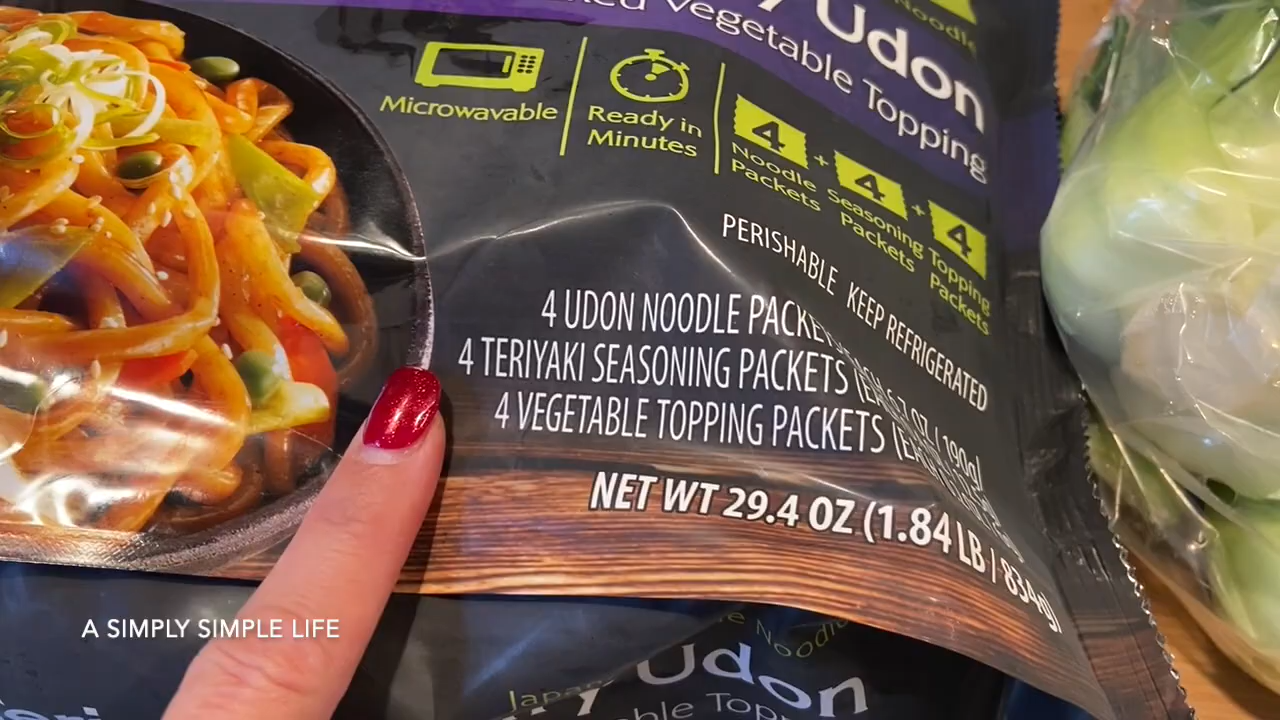 Udon
Vegetable Topping
Microwavable
Ready in
Minutes
4 + 4 + 4
Noodle Packets
Seasoning Packets
Topping Packets
PERISHABLE KEEP REFRIGERATED
4 UDON NOODLE
4 TERIYAKI SEASONING PACKETS
4 VEGETABLE TOPPING PACKETS
NET WT 29.4 OZ (1.84 LB | 834g)
A SIMPLY SIMPLE LIFE
Udon